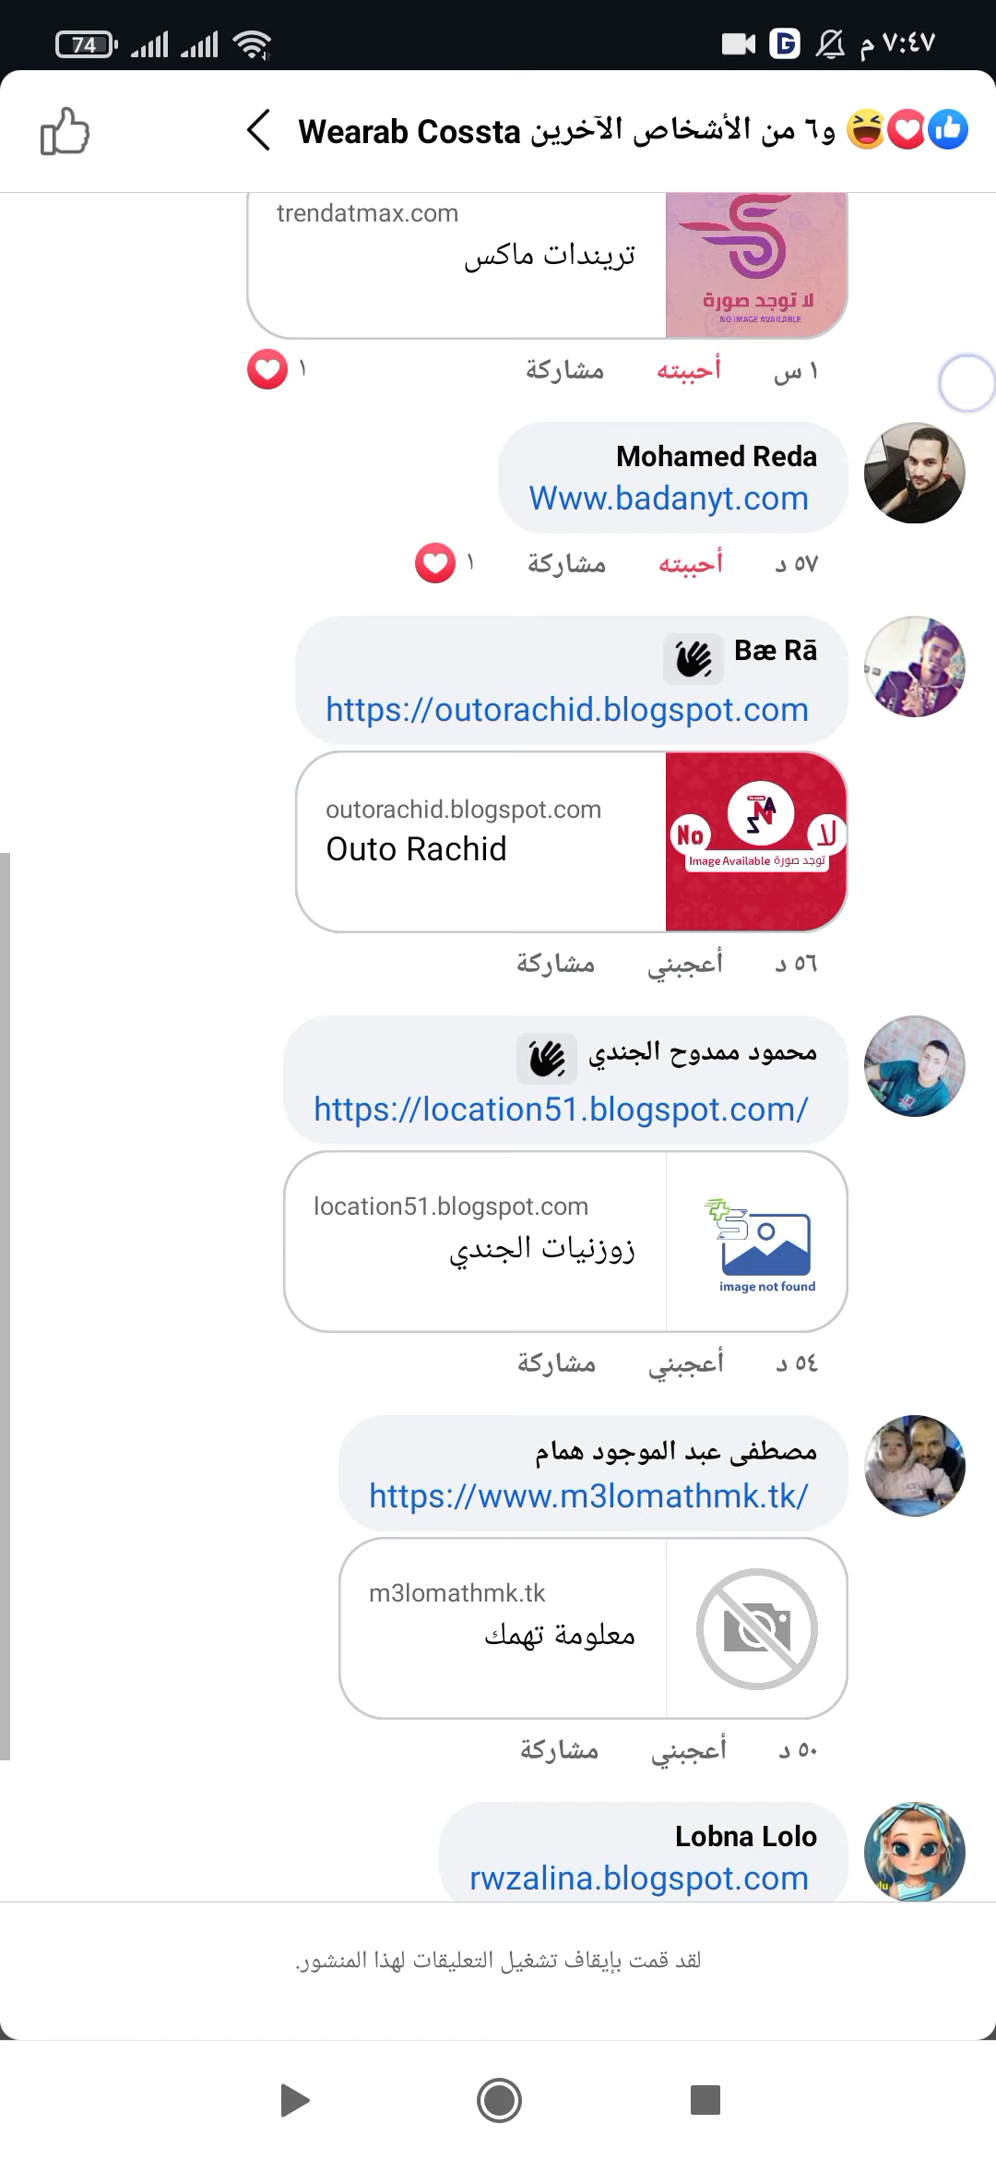 74
٧:٤٧ م
Wearab Cossta و٦ من الأشخاص الآخرين
trendatmax.com
تريندات ماكس
لا توجد صورة
NO IMAGE AVAILABLE
١ س أحببته مشاركة ١
Mohamed Reda
Www.badanyt.com
٥٧ د أحببته مشاركة ١
Bæ Rā
https://outorachid.blogspot.com
outorachid.blogspot.com
Outo Rachid
No لا
Image Available توجد صورة
٥٦ د أعجبني مشاركة
محمود ممدوح الجندي
https://location51.blogspot.com/
location51.blogspot.com
زوزنيات الجندي
image not found
٥٤ د أعجبني مشاركة
مصطفى عبد الموجود همام
https://www.m3lomathmk.tk/
m3lomathmk.tk
معلومة تهمك
٥٠ د أعجبني مشاركة
Lobna Lolo
rwzalina.blogspot.com
لقد قمت بإيقاف تشغيل التعليقات لهذا المنشور.